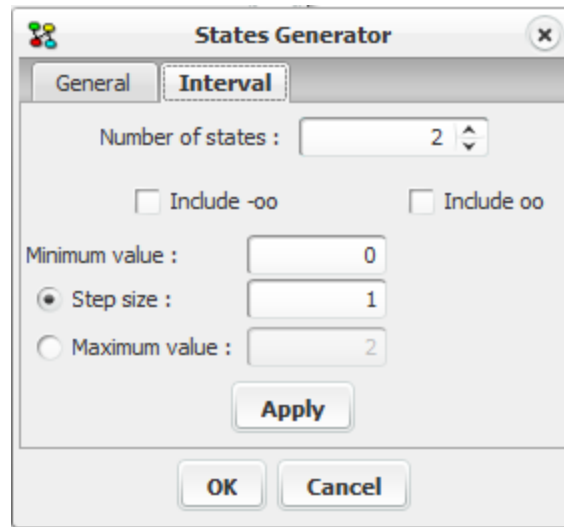 States Generator
General Interval
Number of states : 2
Include -oo Include oo
Minimum value : 0
Step size : 1
Maximum value : 2
Apply
OK Cancel